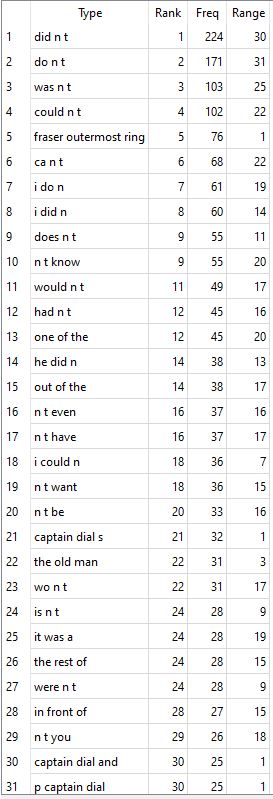 Type Rank Freq Range
1 did n t 1 224 30
2 do n t 2 171 31
3 was n t 3 103 25
4 could n t 4 102 22
5 fraser outermost ring 5 76 1
6 ca n t 6 68 22
7 i do n 7 61 19
8 i did n 8 60 14
9 does n t 9 55 11
10 n t know 9 55 20
11 would n t 11 49 17
12 had n t 12 45 16
13 one of the 12 45 20
14 he did n 14 38 13
15 out of the 14 38 17
16 n t even 16 37 16
17 n t have 16 37 17
18 i could n 18 36 7
19 n t want 18 36 15
20 n t be 20 33 16
21 captain dial s 21 32 1
22 the old man 22 31 3
23 wo n t 22 31 17
24 is n t 24 28 9
25 it was a 24 28 19
26 the rest of 24 28 15
27 were n t 24 28 9
28 in front of 28 27 15
29 n t you 29 26 18
30 captain dial and 30 25 1
31 p captain dial 30 25 1